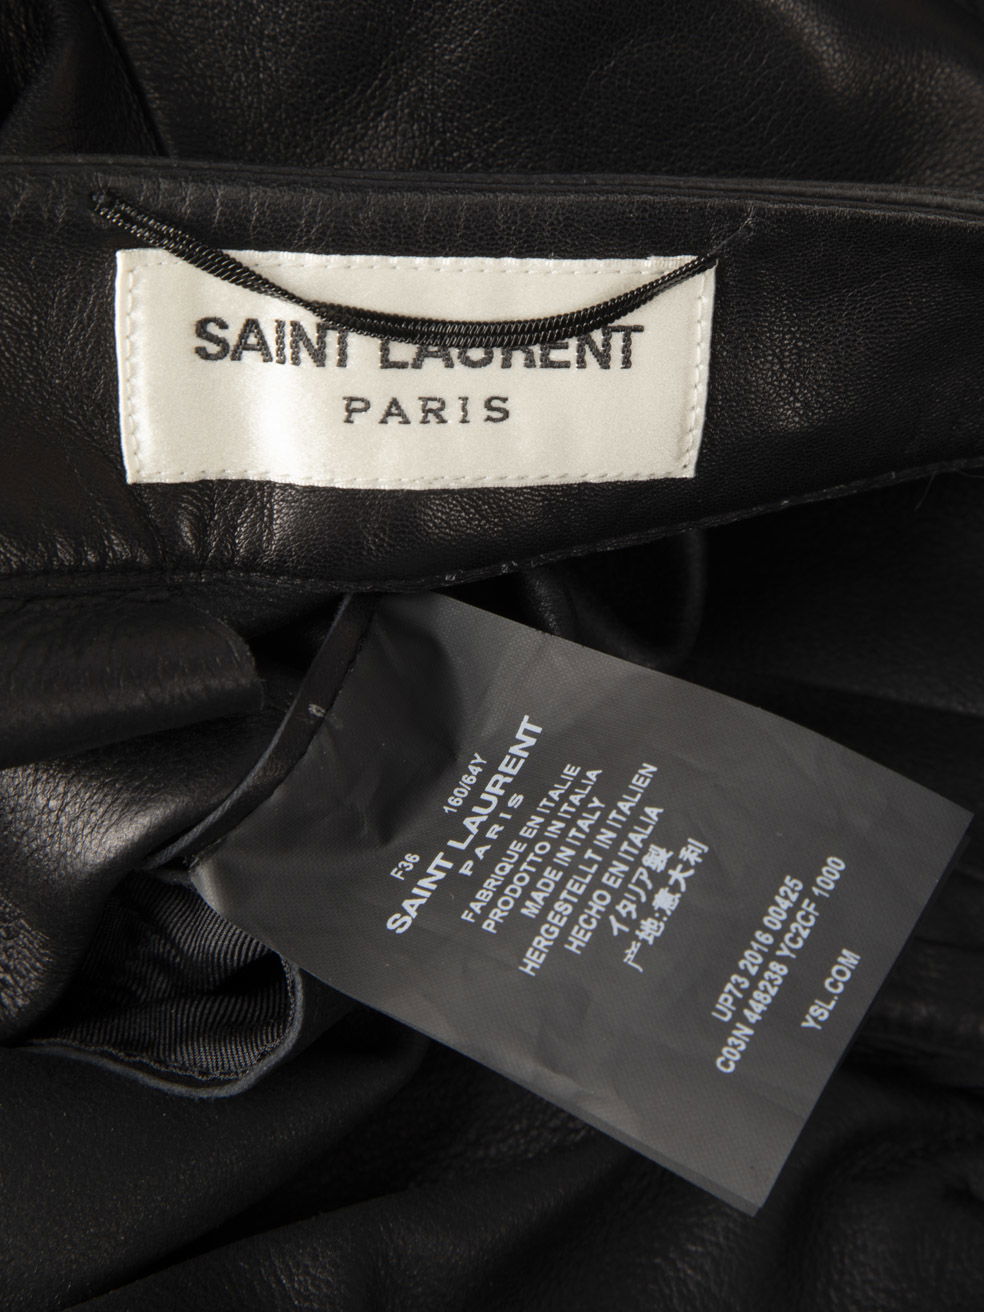 SAINT LAURENT
PARIS
F36 160/64Y
SAINT LAURENT
PARIS
FABRIQUE EN ITALIE
PRODOTTO IN ITALIA
MADE IN ITALY
HERGESTELLT IN ITALIEN
HECHO EN ITALIA
イタリア製
产地:意大利
UP73 2016 00425
C03N 448238 YC2CF 1000
YSL.COM